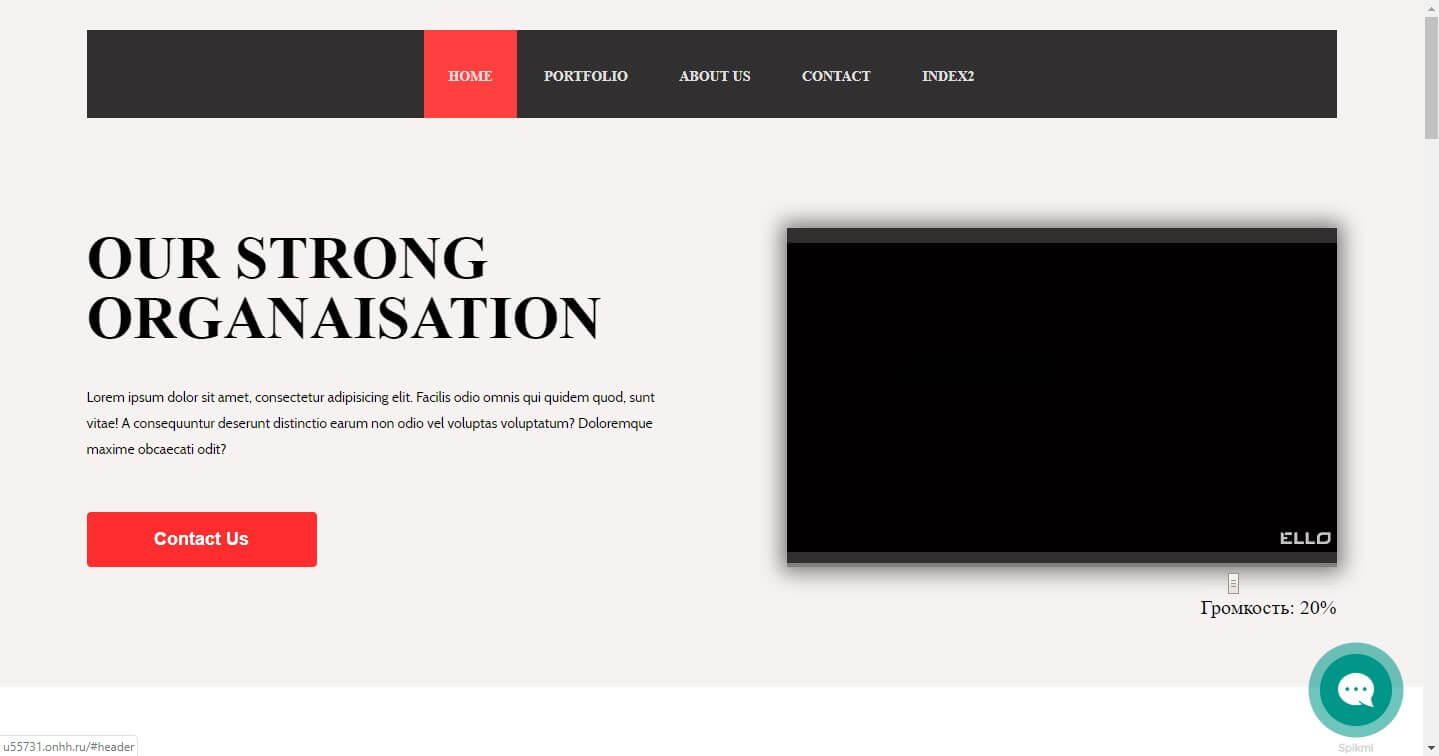 HOME PORTFOLIO ABOUT US CONTACT INDEX2
OUR STRONG
ORGANAISATION
Lorem ipsum dolor sit amet, consectetur adipisicing elit. Facilis odio omnis qui quidem quod, sunt
vitae! A consequuntur deserunt distinctio earum non odio vel voluptas voluptatum? Doloremque
maxime obcaecati odit?
Contact Us
ELLO
Громкость: 20%
Spikmi
u55731.onhh.ru/#header